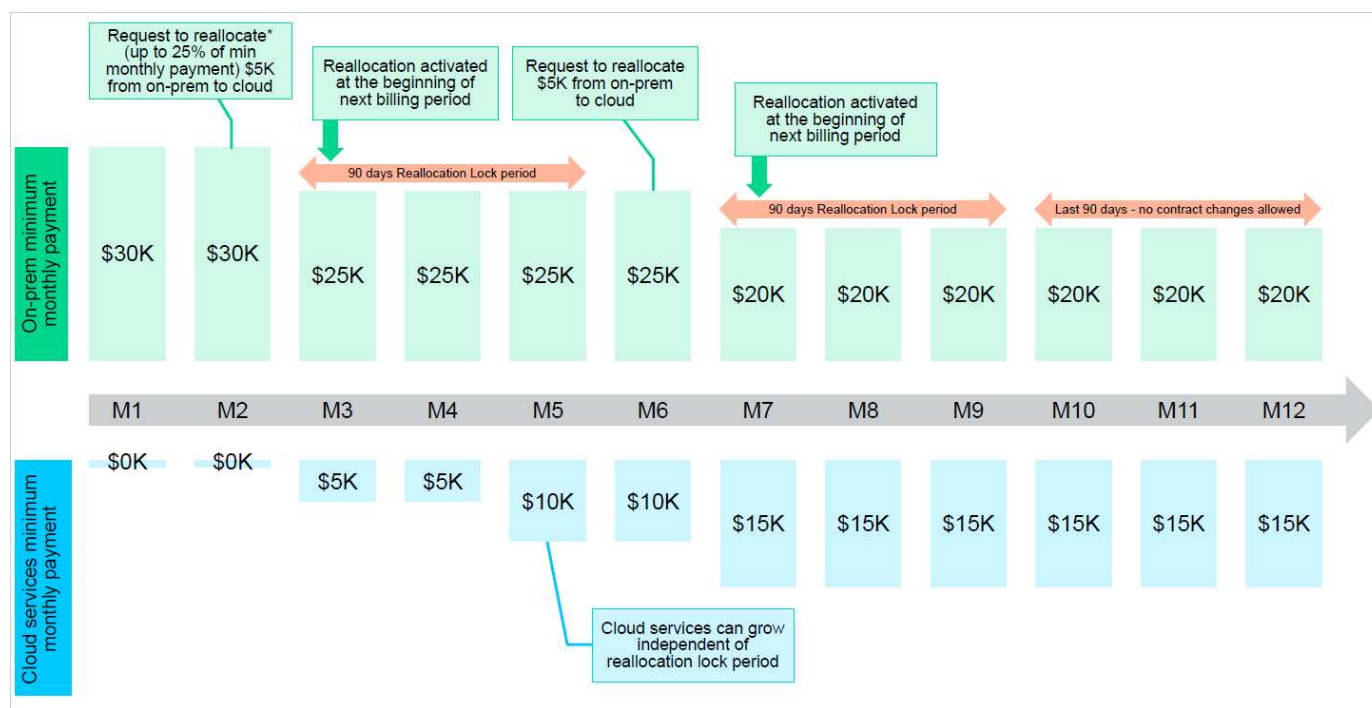 Request to reallocate*
(up to 25% of min
monthly payment) $5K
from on-prem to cloud
Reallocation activated
at the beginning of
next billing period
Request to reallocate
$5K from on-prem
to cloud
Reallocation activated
at the beginning of
next billing period
90 days Reallocation Lock period
90 days Reallocation Lock period
Last 90 days - no contract changes allowed
On-prem minimum
monthly payment
$30K
$30K
$25K
$25K
$25K
$25K
$20K
$20K
$20K
$20K
$20K
$20K
M1
M2
M3
M4
M5
M6
M7
M8
M9
M10
M11
M12
Cloud services minimum
monthly payment
$0K
$0K
$5K
$5K
$10K
$10K
$15K
$15K
$15K
$15K
$15K
$15K
Cloud services can grow
independent of
reallocation lock period